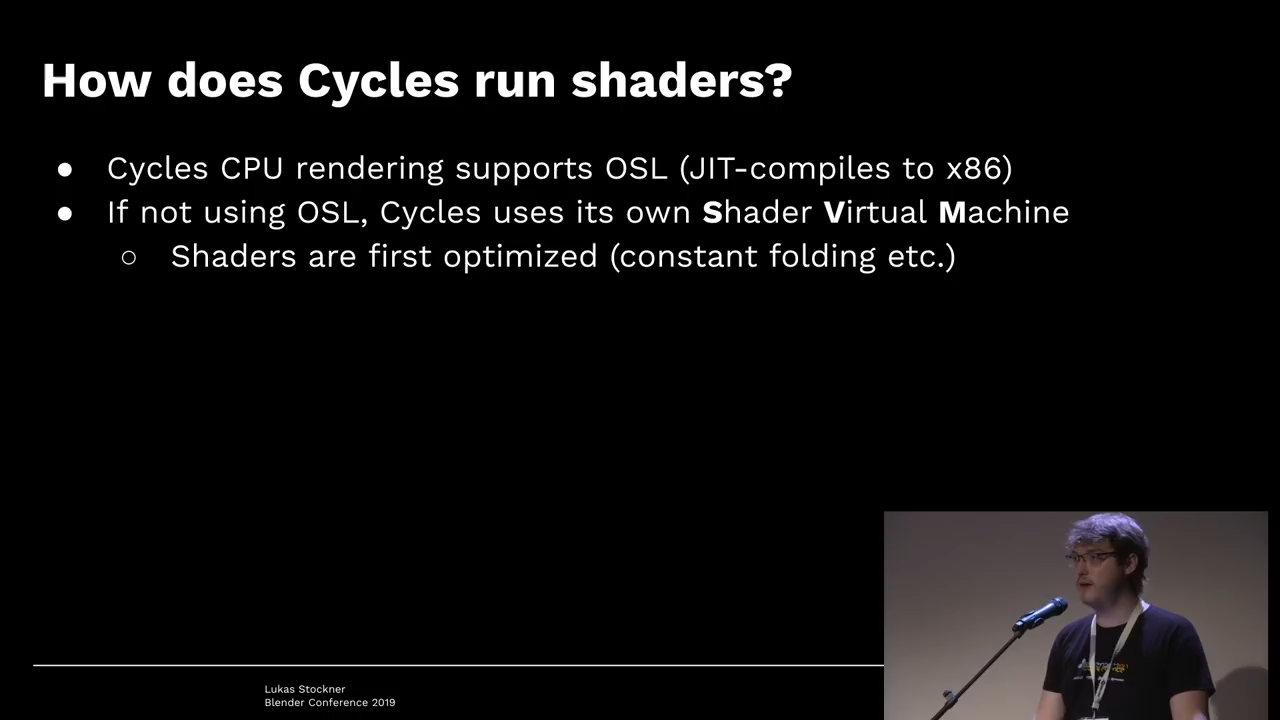 How does Cycles run shaders?
● Cycles CPU rendering supports OSL (JIT-compiles to x86)
● If not using OSL, Cycles uses its own Shader Virtual Machine
○ Shaders are first optimized (constant folding etc.)
Lukas Stockner
Blender Conference 2019